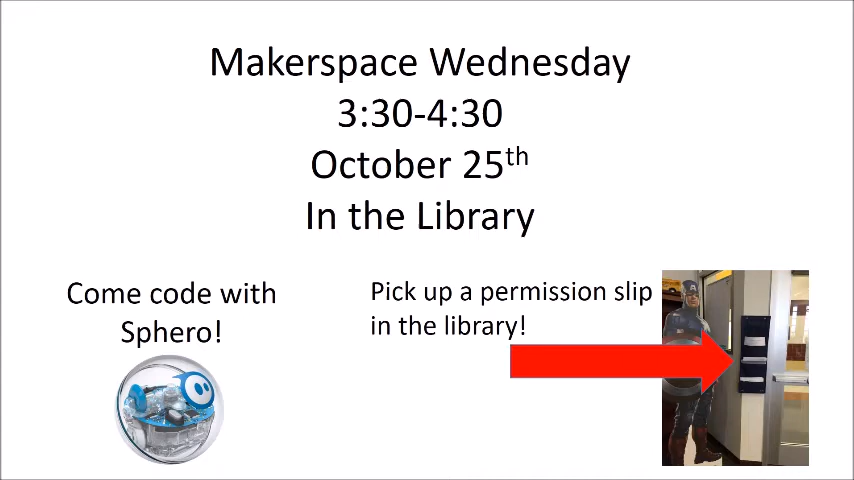 Makerspace Wednesday
3:30-4:30
October 25th
In the Library
Come code with
Sphero!
Pick up a permission slip
in the library!